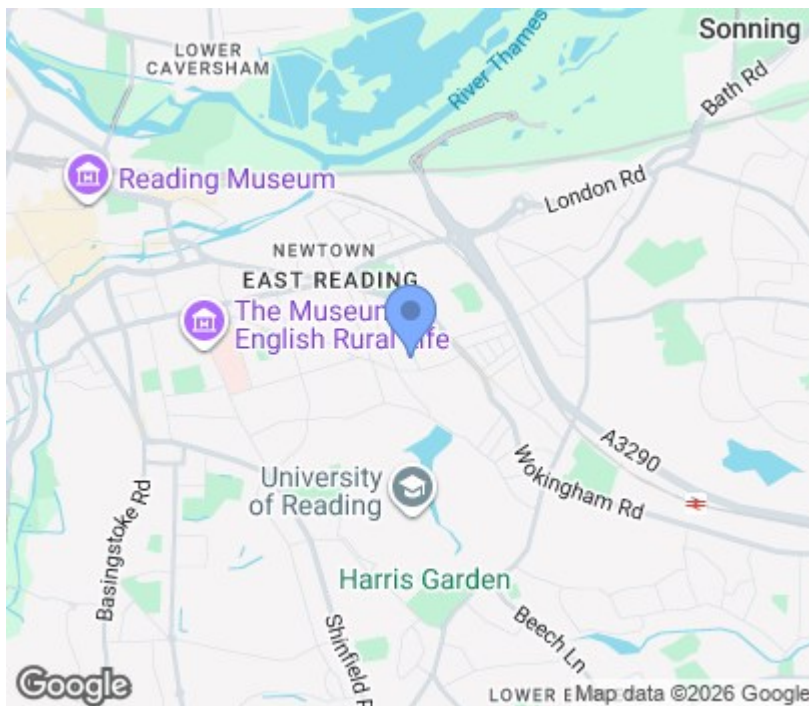 Sonning
LOWER
CAVERSHAM
River Thames
Bath Rd
Reading Museum
London Rd
NEWTOWN
EAST READING
The Museum
English Rural Life
A3290
Wokingham Rd
University
of Reading
Basingstoke Rd
Harris Garden
Shinfield R
Beech Ln
Google
LOWER E
Map data ©2026 Google